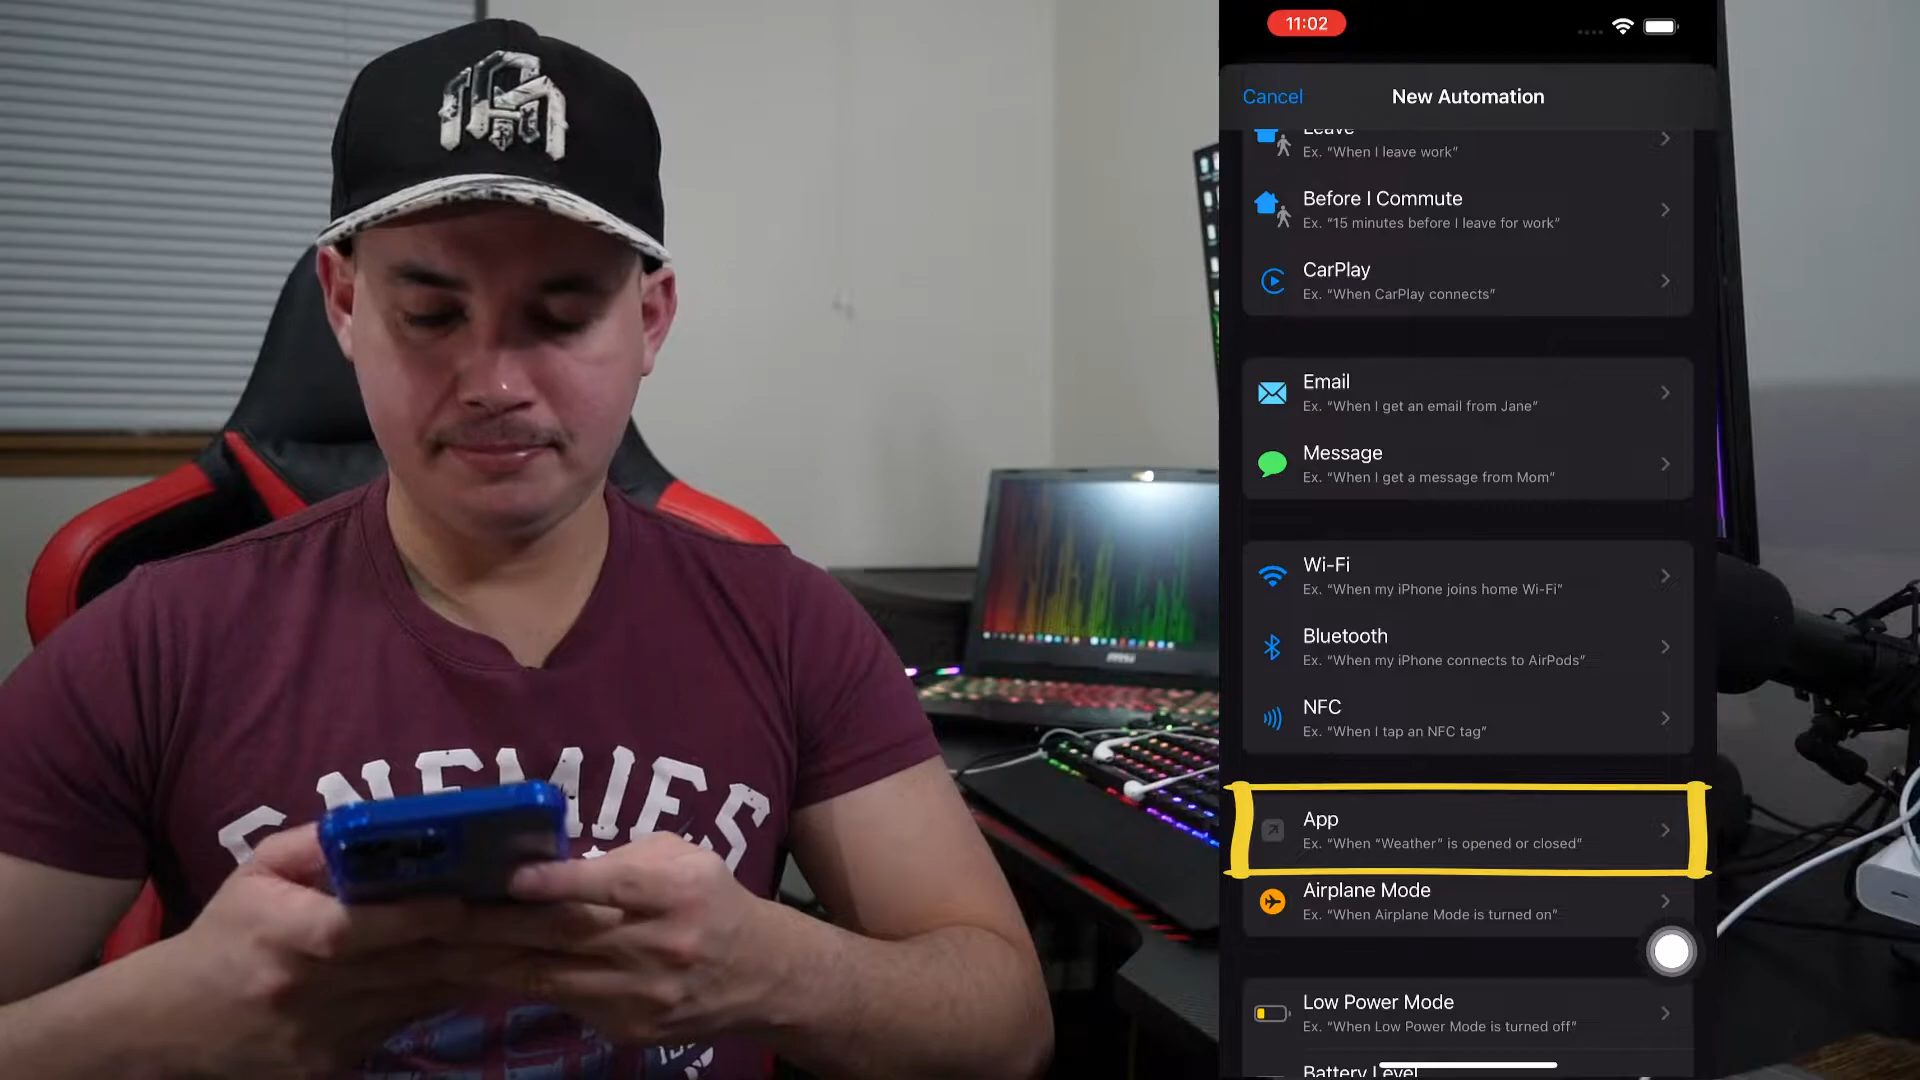 11:02
Cancel
New Automation
Leave
Ex. “When I leave work”
Before I Commute
Ex. “15 minutes before I leave for work”
CarPlay
Ex. “When CarPlay connects”
Email
Ex. “When I get an email from Jane”
Message
Ex. “When I get a message from Mom”
Wi-Fi
Ex. “When my iPhone joins home Wi-Fi”
Bluetooth
Ex. “When my iPhone connects to AirPods”
NFC
Ex. “When I tap an NFC tag”
App
Ex. “When “Weather” is opened or closed”
Airplane Mode
Ex. “When Airplane Mode is turned on”
Low Power Mode
Ex. “When Low Power Mode is turned off”
Battery Level
ENEMIES
msi